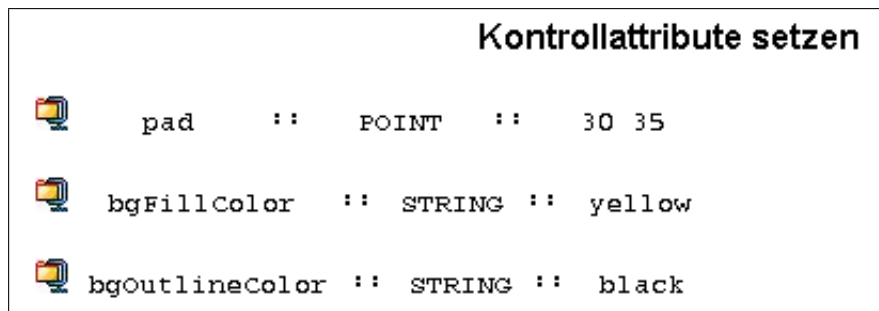 Kontrollattribute setzen
pad :: POINT :: 30 35
bgFillColor :: STRING :: yellow
bgOutlineColor :: STRING :: black